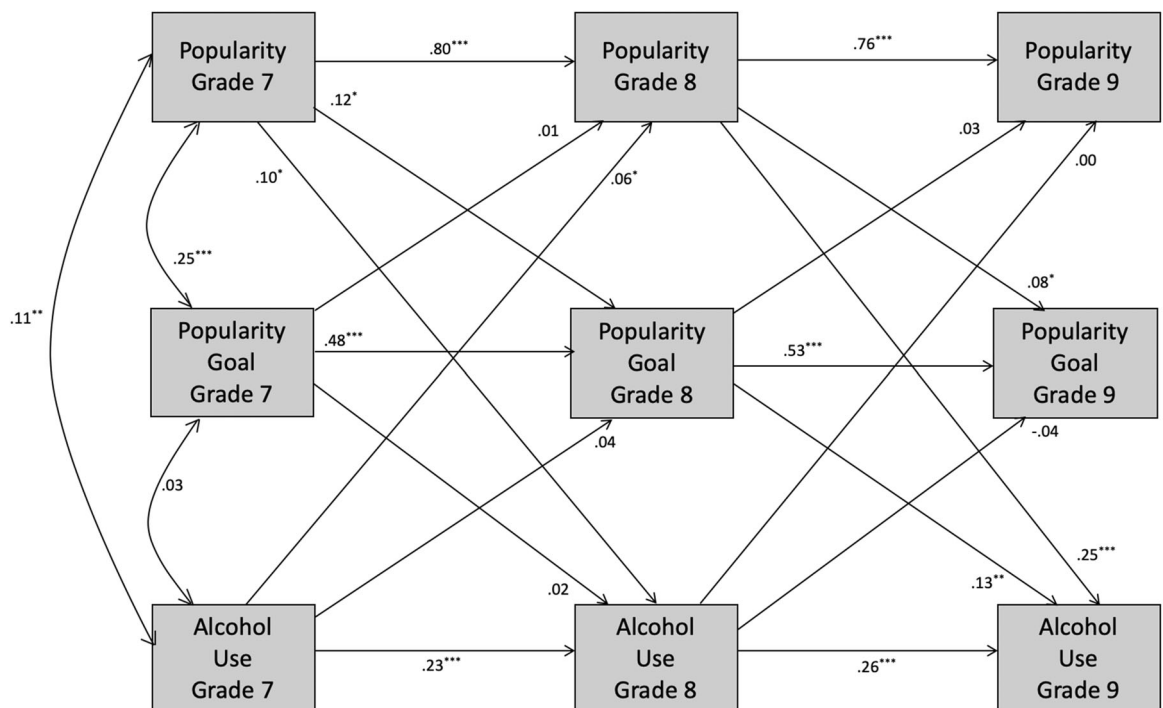 Popularity
Grade 7
.80***
Popularity
Grade 8
.76***
Popularity
Grade 9
.12*
.01
.03
.10*
.06*
.00
.25***
.08*
.11**
Popularity
Goal
Grade 7
.48***
Popularity
Goal
Grade 8
.53***
Popularity
Goal
Grade 9
.04
-.04
.03
.25***
.02
.13**
Alcohol
Use
Grade 7
.23***
Alcohol
Use
Grade 8
.26***
Alcohol
Use
Grade 9